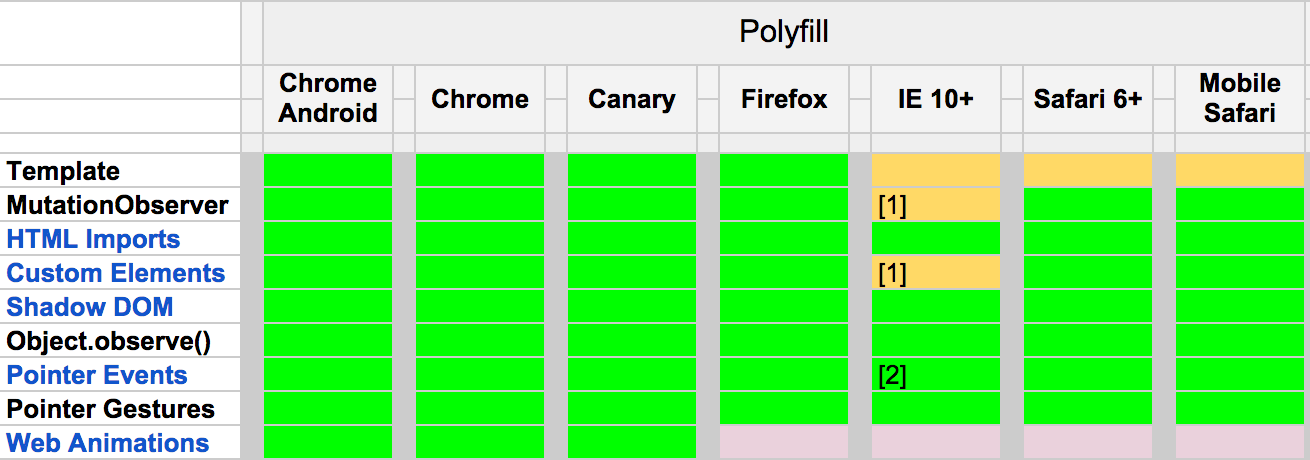 Polyfill
Chrome
Android
Chrome
Canary
Firefox
IE 10+
Safari 6+
Mobile
Safari
Template
MutationObserver
[1]
HTML Imports
Custom Elements
[1]
Shadow DOM
Object.observe()
Pointer Events
[2]
Pointer Gestures
Web Animations